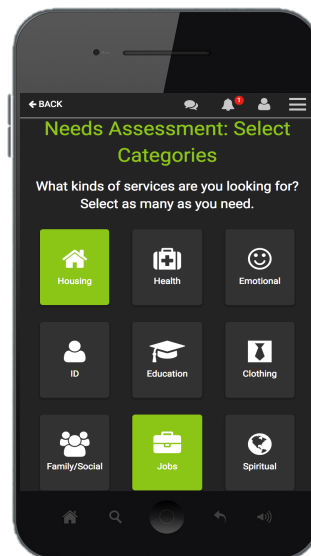 BACK
1
Needs Assessment: Select
Categories
What kinds of services are you looking for?
Select as many as you need.
Housing
Health
Emotional
ID
Education
Clothing
Family/Social
Jobs
Spiritual